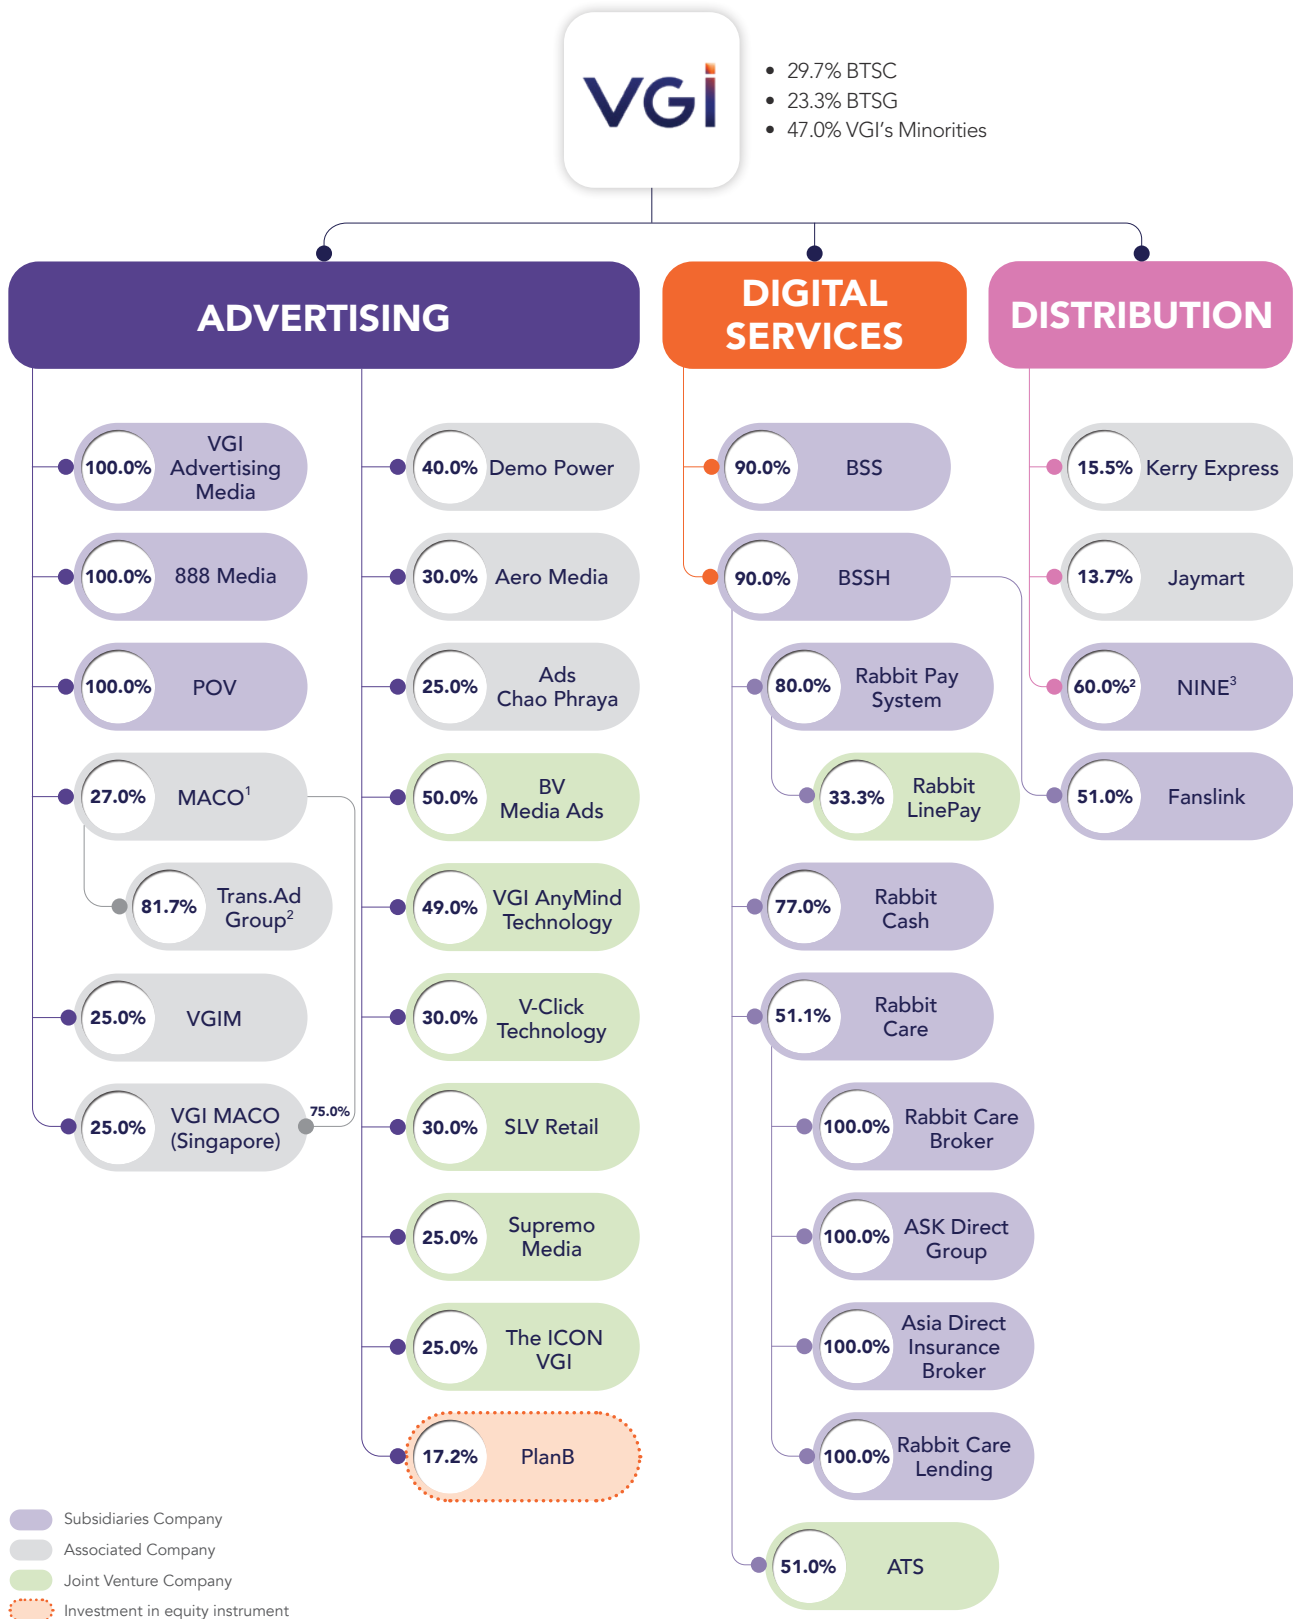 VGI
• 29.7% BTSC
• 23.3% BTSG
• 47.0% VGI's Minorities
ADVERTISING
100.0%
VGI
Advertising
Media
100.0%
888 Media
100.0%
POV
27.0%
MACO¹
81.7%
Trans.Ad
Group²
25.0%
VGIM
25.0%
VGI MACO
(Singapore)
75.0%
40.0%
Demo Power
30.0%
Aero Media
25.0%
Ads
Chao Phraya
50.0%
BV
Media Ads
49.0%
VGI AnyMind
Technology
30.0%
V-Click
Technology
30.0%
SLV Retail
25.0%
Supremo
Media
25.0%
The ICON
VGI
17.2%
PlanB
DIGITAL
SERVICES
90.0%
BSS
90.0%
BSSH
80.0%
Rabbit Pay
System
33.3%
Rabbit
LinePay
77.0%
Rabbit
Cash
51.1%
Rabbit
Care
100.0%
Rabbit Care
Broker
100.0%
ASK Direct
Group
100.0%
Asia Direct
Insurance
Broker
100.0%
Rabbit Care
Lending
51.0%
ATS
DISTRIBUTION
15.5%
Kerry Express
13.7%
Jaymart
60.0%²
NINE³
51.0%
Fanslink
Subsidiaries Company
Associated Company
Joint Venture Company
Investment in equity instrument